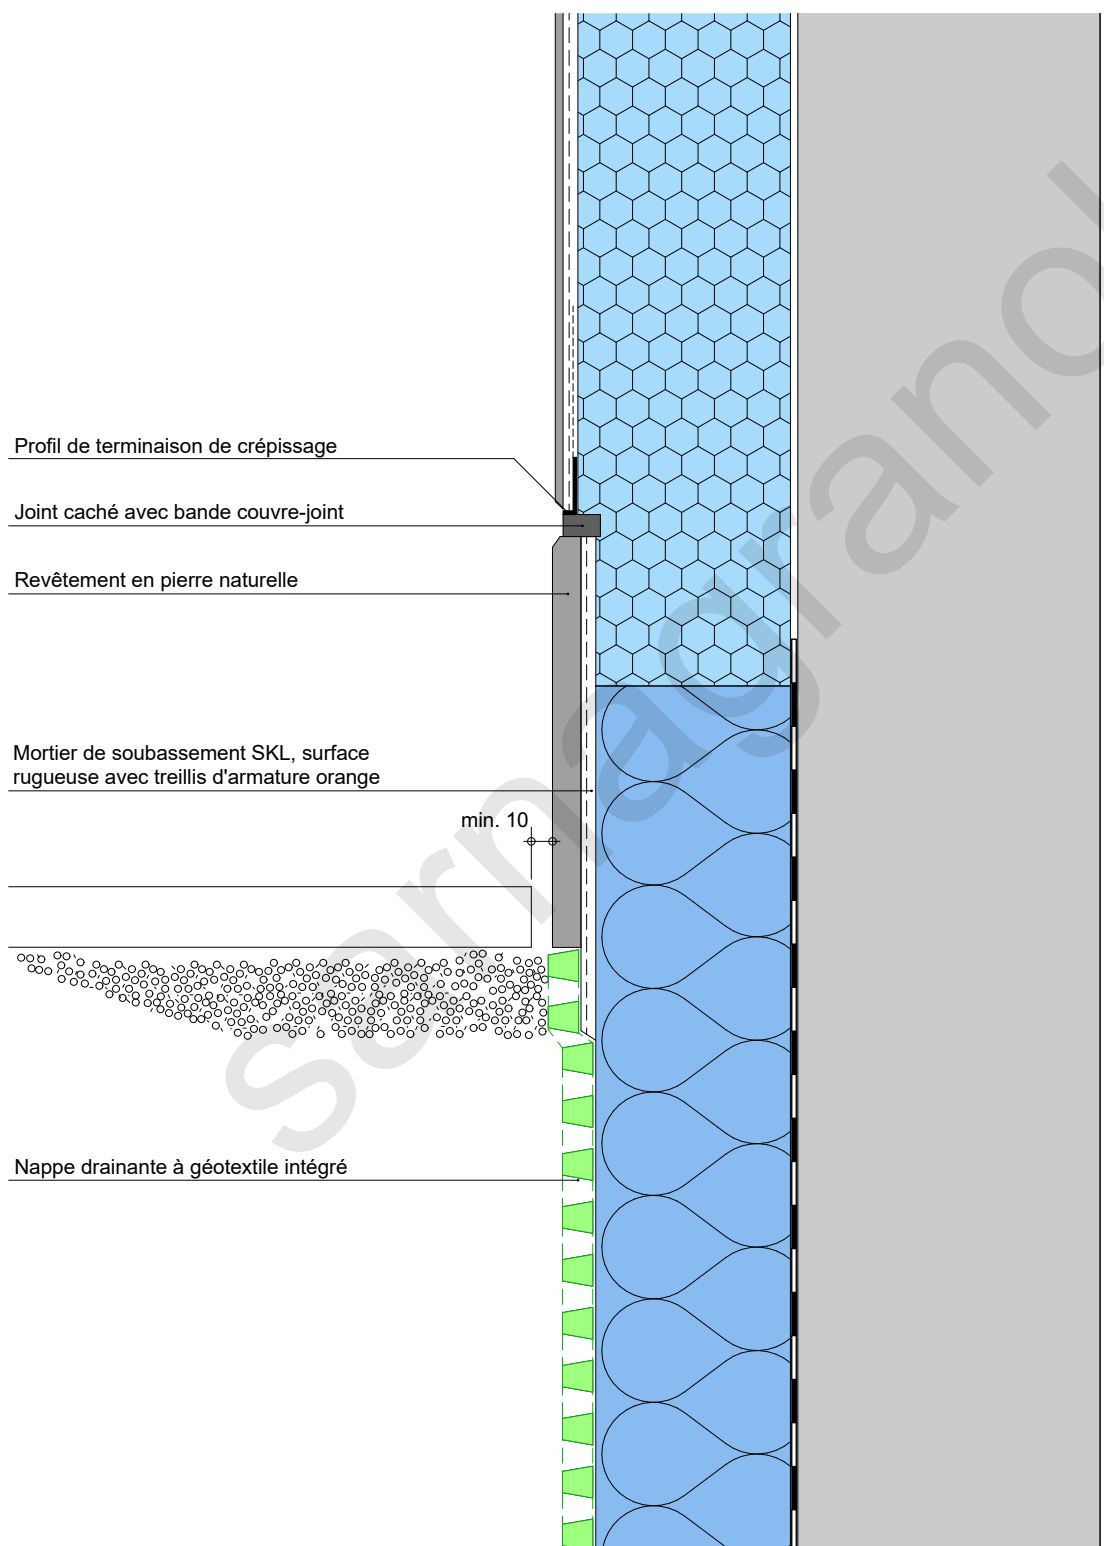 Profil de terminaison de crépissage
Joint caché avec bande couvre-joint
Revêtement en pierre naturelle
Mortier de soubassement SKL, surface
rugueuse avec treillis d'armature orange
min. 10
Nappe drainante à géotextile intégré
sarnagranol